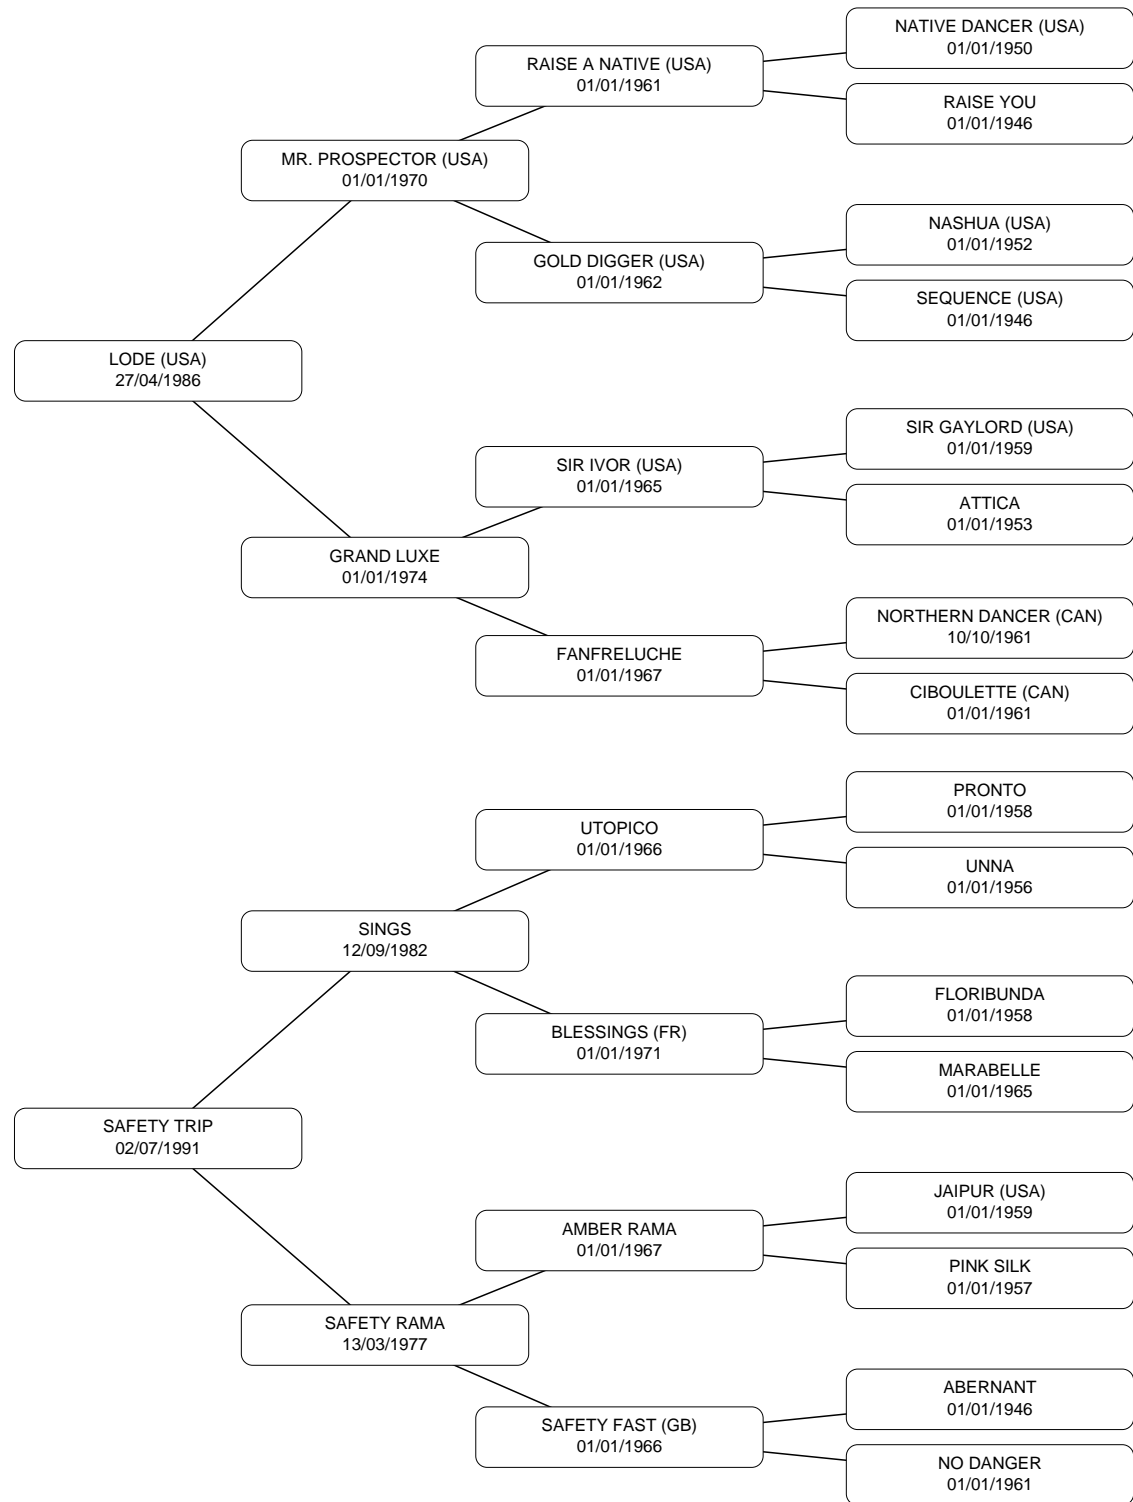 NATIVE DANCER (USA)
01/01/1950
RAISE A NATIVE (USA)
01/01/1961
RAISE YOU
01/01/1946
MR. PROSPECTOR (USA)
01/01/1970
NASHUA (USA)
01/01/1952
GOLD DIGGER (USA)
01/01/1962
SEQUENCE (USA)
01/01/1946
LODE (USA)
27/04/1986
SIR GAYLORD (USA)
01/01/1959
SIR IVOR (USA)
01/01/1965
ATTICA
01/01/1953
GRAND LUXE
01/01/1974
NORTHERN DANCER (CAN)
10/10/1961
FANFRELUCHE
01/01/1967
CIBOULETTE (CAN)
01/01/1961
PRONTO
01/01/1958
UTOPICO
01/01/1966
UNNA
01/01/1956
SINGS
12/09/1982
FLORIBUNDA
01/01/1958
BLESSINGS (FR)
01/01/1971
MARABELLE
01/01/1965
SAFETY TRIP
02/07/1991
JAIPUR (USA)
01/01/1959
AMBER RAMA
01/01/1967
PINK SILK
01/01/1957
SAFETY RAMA
13/03/1977
ABERNANT
01/01/1946
SAFETY FAST (GB)
01/01/1966
NO DANGER
01/01/1961